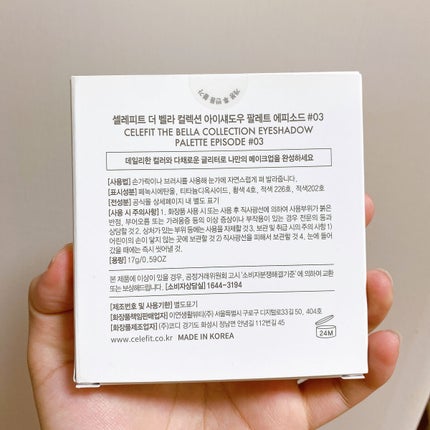 셀레피트 더 벨라 컬렉션 아이섀도우 팔레트 에피소드 #03
CELEFIT THE BELLA COLLECTION EYESHADOW
PALETTE EPISODE #03
데일리한 컬러와 다채로운 글리터로 나만의 메이크업을 완성하세요
[사용법] 손가락이나 브러시를 사용해 눈가에 자연스럽게 펴 발라줍니다.
[표시성분] 페녹시에탄올, 티타늄디옥사이드, 황색 4호, 적색 226호, 적색202호
[전성분] 공식몰 상세페이지 내 별도 표기
[사용 시 주의사항] 1. 화장품 사용 시 또는 사용 후 직사광선에 의하여 사용부위가 붉은
반점, 부어오름 또는 가려움증 등의 이상 증상이나 부작용이 있는 경우 전문의 등과
상담할 것 2. 상처가 있는 부위 등에는 사용을 자제할 것 3. 보관 및 취급 시의 주의 사항 1)
어린이의 손이 닿지 않는 곳에 보관할 것 2) 직사광선을 피해서 보관할 것 4. 눈에 들어
갔을 때에는 즉시 씻어낼 것.
[용량] 17g/0.59OZ
본 제품에 이상이 있을 경우, 공정거래위원회 고시 '소비자분쟁해결기준'에 의하여 교환
또는 보상해드립니다. [소비자상담실] 1644-3194
[제조번호 및 사용기한] 별도표기
[화장품책임판매업자] 이연생활뷰티(주) 서울특별시 구로구 디지털로33길 50, 404호
[화장품제조업자] (주)코디 경기도 화성시 정남면 안녕길 112번길 45
www.celefit.co.kr MADE IN KOREA
24M